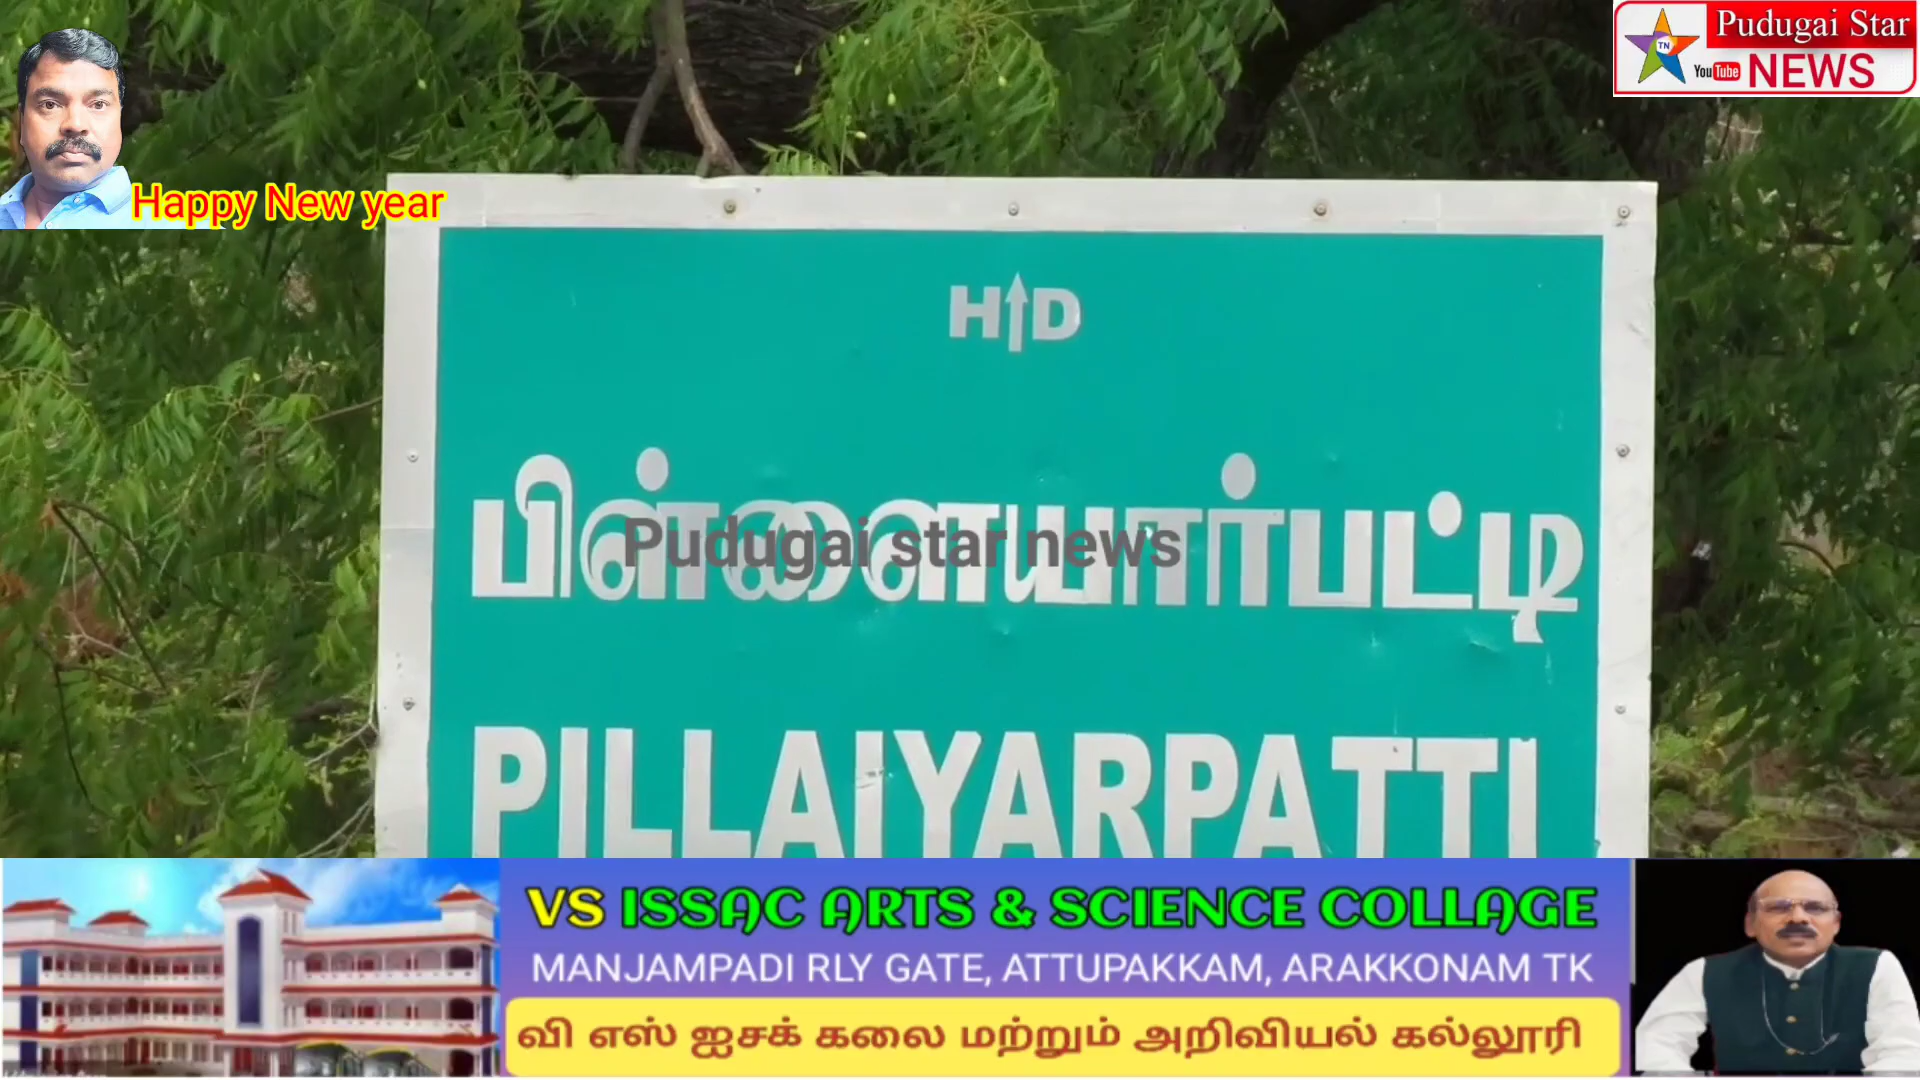 Pudugai Star
TN YouTube NEWS
Happy New year
H↑D
பிள்ளையார்பட்டி
Pudugai star news
PILLAIYARPATTI
VS ISSAC ARTS & SCIENCE COLLAGE
MANJAMPADI RLY GATE, ATTUPAKKAM, ARAKKONAM TK
வி எஸ் ஐசக் கலை மற்றும் அறிவியல் கல்லூரி